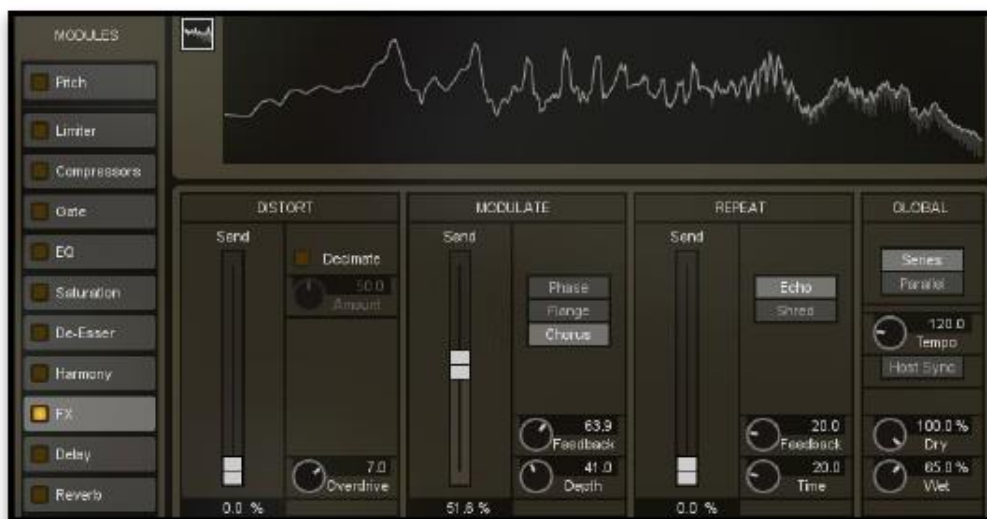 MODULES
Pitch
Limiter
Compressors
Gate
EQ
Saturation
De-Esser
Harmony
FX
Delay
Reverb
DISTORT
Send
Decimate
50.0
Amount
7.0
Overdrive
0.0 %
MODULATE
Send
Phase
Flange
Chorus
63.9
Feedback
41.0
Depth
51.6 %
REPEAT
Send
Echo
Shred
20.0
Feedback
20.0
Time
0.0 %
GLOBAL
Series
Parallel
120.0
Tempo
Host Sync
100.0 %
Dry
65.0 %
Wet